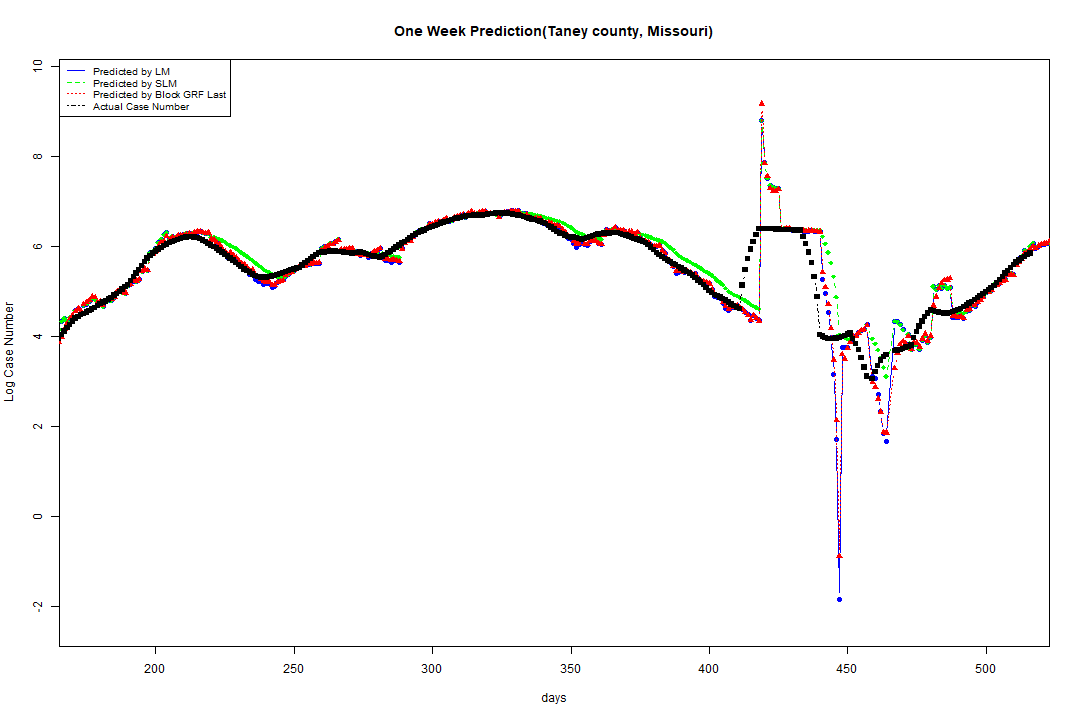 One Week Prediction(Taney county, Missouri)
Predicted by LM
Predicted by SLM
Predicted by Block GRF Last
Actual Case Number
Log Case Number
10
8
6
4
2
0
-2
200 250 300 350 400 450 500
days